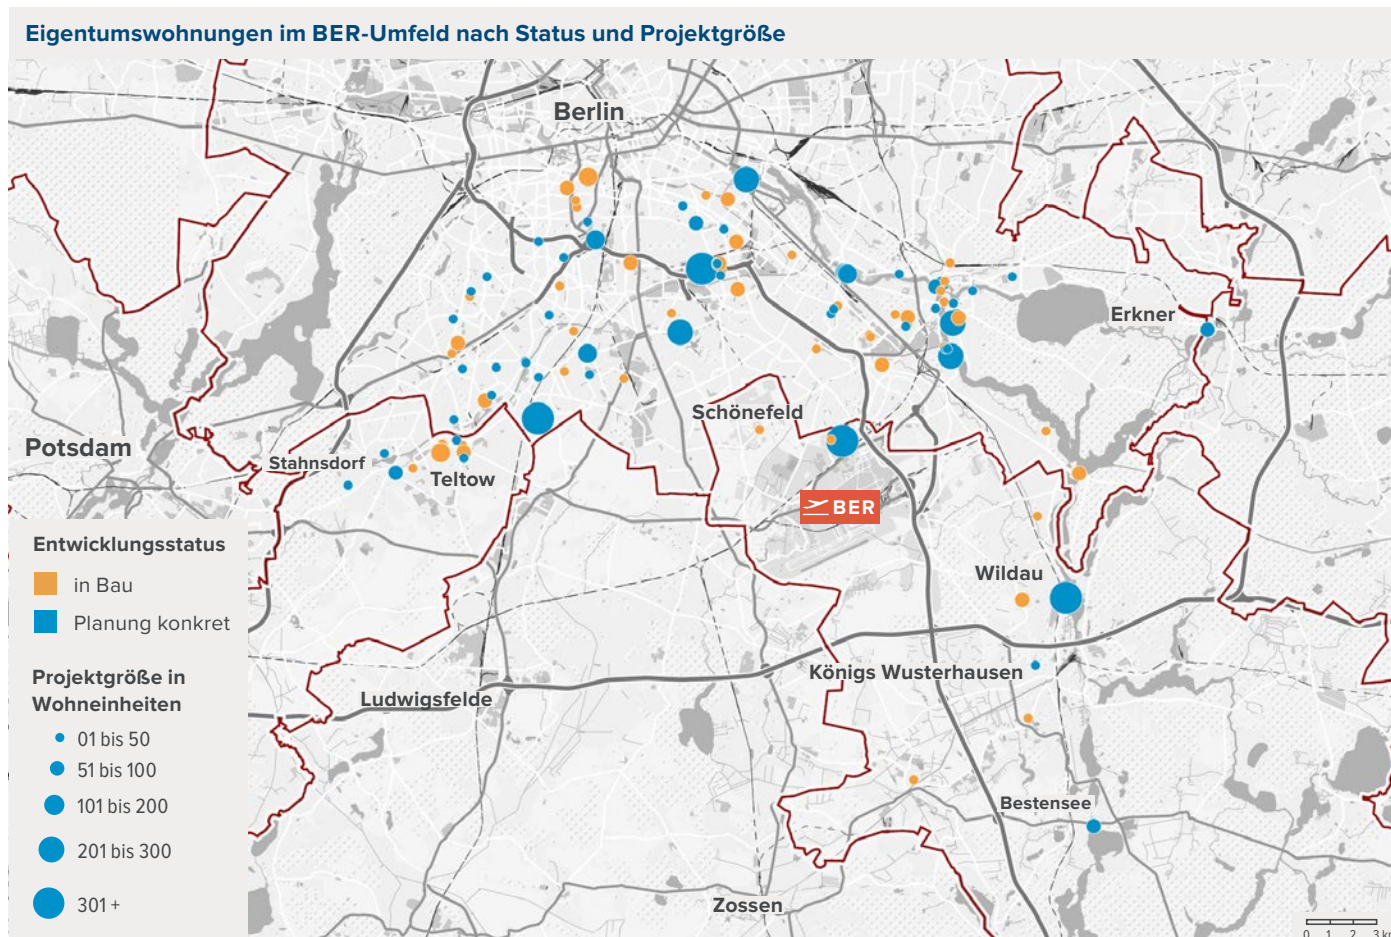 Eigentumswohnungen im BER-Umfeld nach Status und Projektgröße
Berlin
Erkner
Schönefeld
Potsdam
Stahnsdorf
Teltow
BER
Wildau
Königs Wusterhausen
Ludwigsfelde
Bestensee
Zossen
Entwicklungsstatus
in Bau
Planung konkret
Projektgröße in
Wohneinheiten
01 bis 50
51 bis 100
101 bis 200
201 bis 300
301 +
0 1 2 3 k